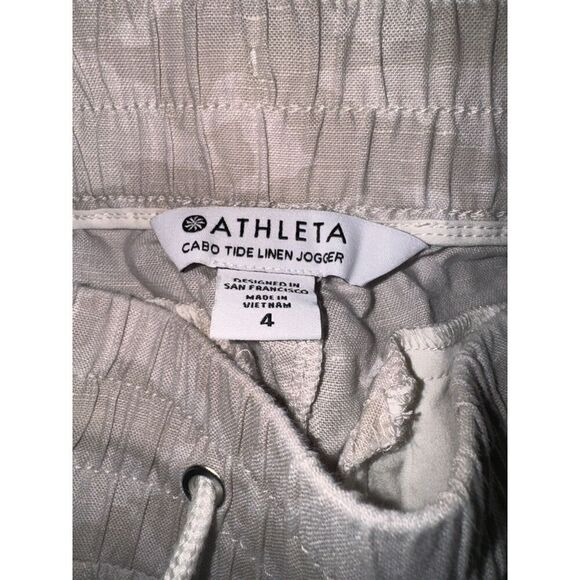 ATHLETA
CABO TIDE LINEN JOGGER
DESIGNED IN
SAN FRANCISCO
MADE IN
VIETNAM
4